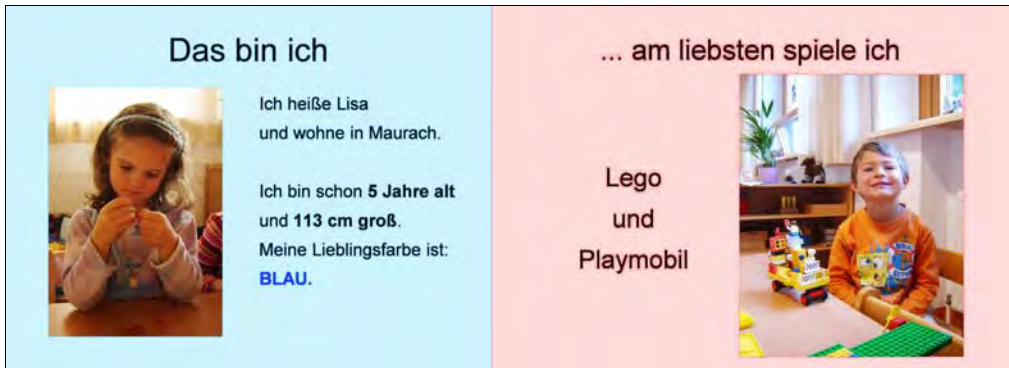 Das bin ich
Ich heiße Lisa
und wohne in Maurach.
Ich bin schon 5 Jahre alt
und 113 cm groß.
Meine Lieblingsfarbe ist:
BLAU.
... am liebsten spiele ich
Lego
und
Playmobil